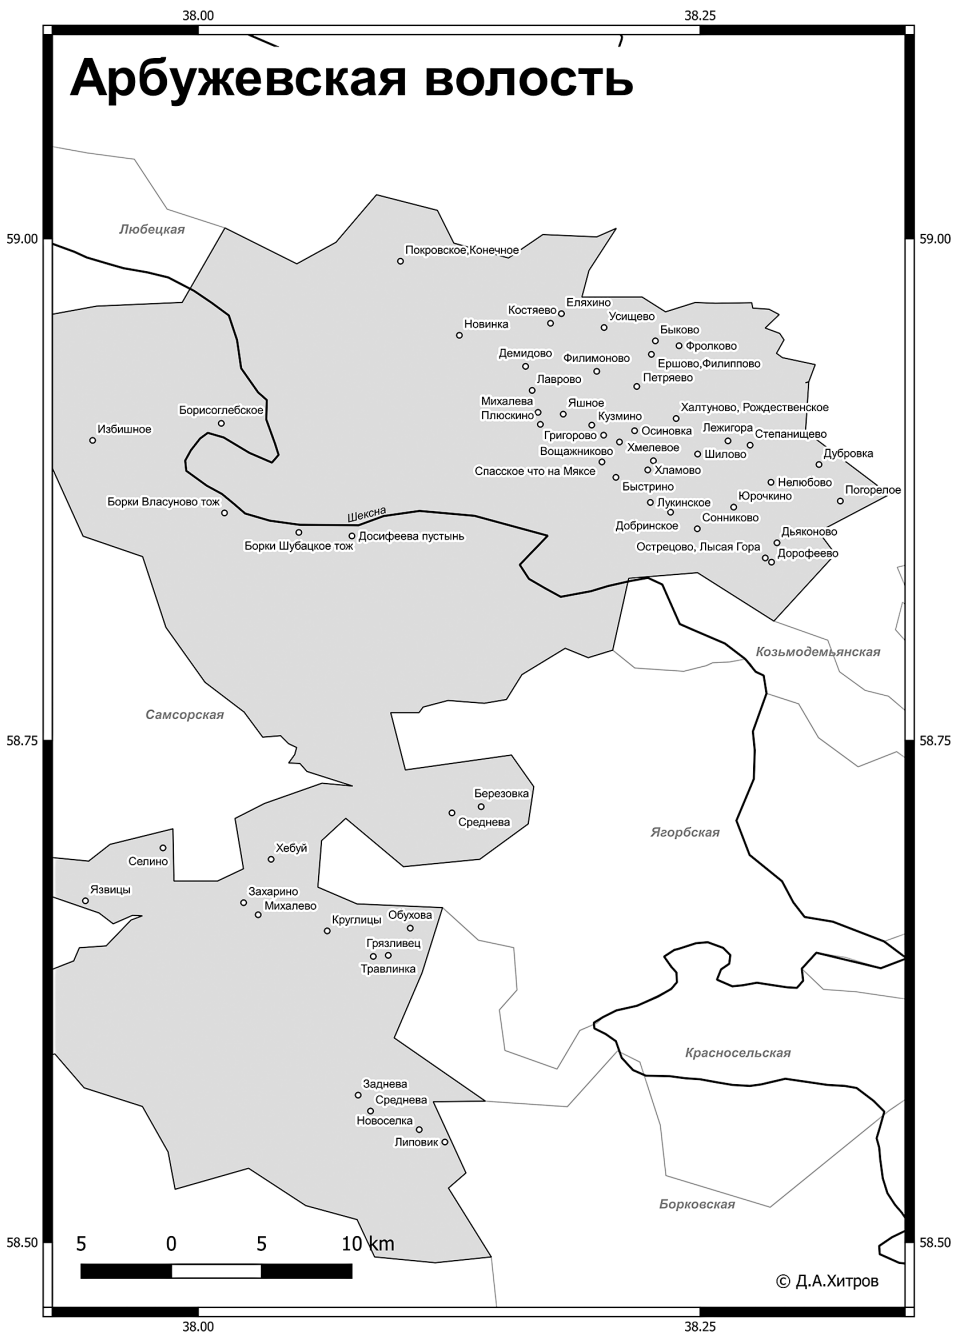 38.00
38.25
Арбужевская волость
Любецкая
59.00
59.00
Покровское,Конечное
Еляхино
Костяево
Усищево
Новинка
Быково
Фролково
Демидово
Филимоново
Ершово,Филиппово
Лаврово
Петряево
Михалева
Яшное
Халтуново, Рождественское
Борисоглебское
Плюскино
Кузмино
Избишное
Григорово
Осиновка
Лежигора
Степанищево
Вощажниково
Хмелевое
Шилово
Дубровка
Спасское что на Мяксе
Хламово
Быстрино
Нелюбово
Погорелое
Юрочкино
Борки Власуново тож
Лукинское
Шексна
Сонниково
Добринское
Дьяконово
Досифеева пустынь
Борки Шубацкое тож
Острецово, Лысая Гора
Дорофеево
Козьмодемьянская
Самсорская
58.75
58.75
Березовка
Среднева
Ягорбская
Хебуй
Селино
Язвицы
Захарино
Михалево
Обухова
Круглицы
Грязливец
Травлинка
Красносельская
Заднева
Среднева
Новоселка
Липовик
Борковская
58.50
58.50
5 0 5 10 km
© Д.А.Хитров
38.00
38.25